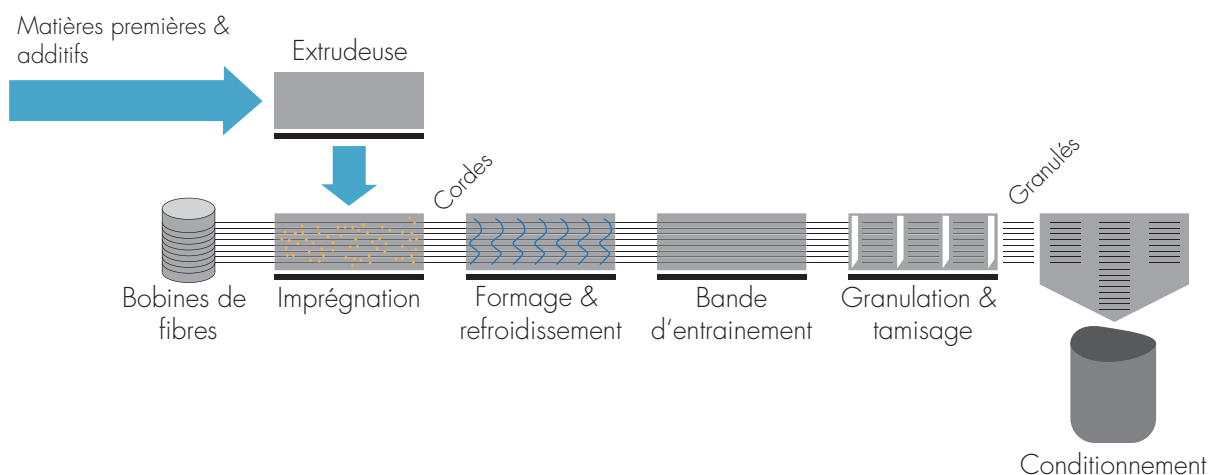 Matières premières &
additifs
Extrudeuse
Cordes
Granulés
Bobines de
fibres
Imprégnation
Formage &
refroidissement
Bande
d'entrainement
Granulation &
tamisage
Conditionnement